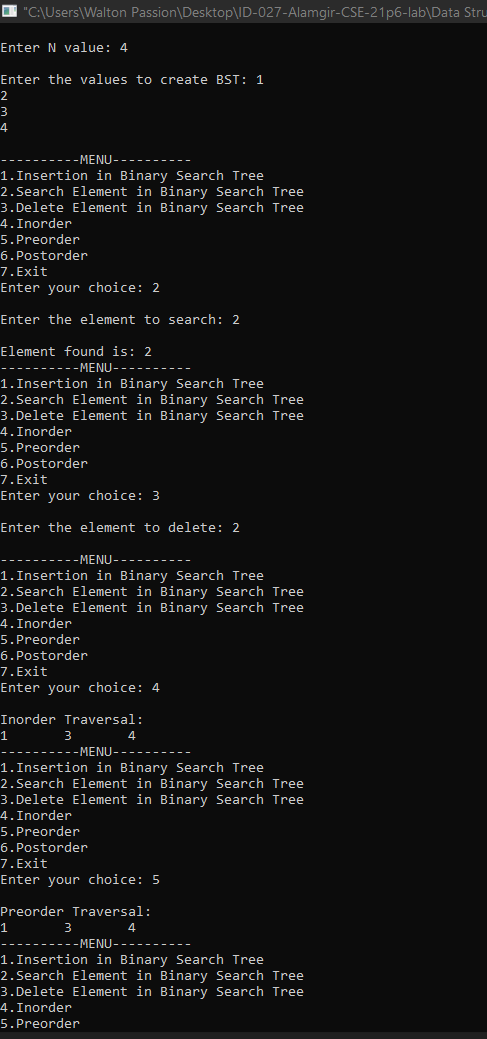 "C:\Users\Walton Passion\Desktop\ID-027-Alamgir-CSE-21p6-lab\Data Stru
Enter N value: 4
Enter the values to create BST: 1
2
3
4
----------MENU----------
1.Insertion in Binary Search Tree
2.Search Element in Binary Search Tree
3.Delete Element in Binary Search Tree
4.Inorder
5.Preorder
6.Postorder
7.Exit
Enter your choice: 2
Enter the element to search: 2
Element found is: 2
----------MENU----------
1.Insertion in Binary Search Tree
2.Search Element in Binary Search Tree
3.Delete Element in Binary Search Tree
4.Inorder
5.Preorder
6.Postorder
7.Exit
Enter your choice: 3
Enter the element to delete: 2
----------MENU----------
1.Insertion in Binary Search Tree
2.Search Element in Binary Search Tree
3.Delete Element in Binary Search Tree
4.Inorder
5.Preorder
6.Postorder
7.Exit
Enter your choice: 4
Inorder Traversal:
1       3       4
----------MENU----------
1.Insertion in Binary Search Tree
2.Search Element in Binary Search Tree
3.Delete Element in Binary Search Tree
4.Inorder
5.Preorder
6.Postorder
7.Exit
Enter your choice: 5
Preorder Traversal:
1       3       4
----------MENU----------
1.Insertion in Binary Search Tree
2.Search Element in Binary Search Tree
3.Delete Element in Binary Search Tree
4.Inorder
5.Preorder